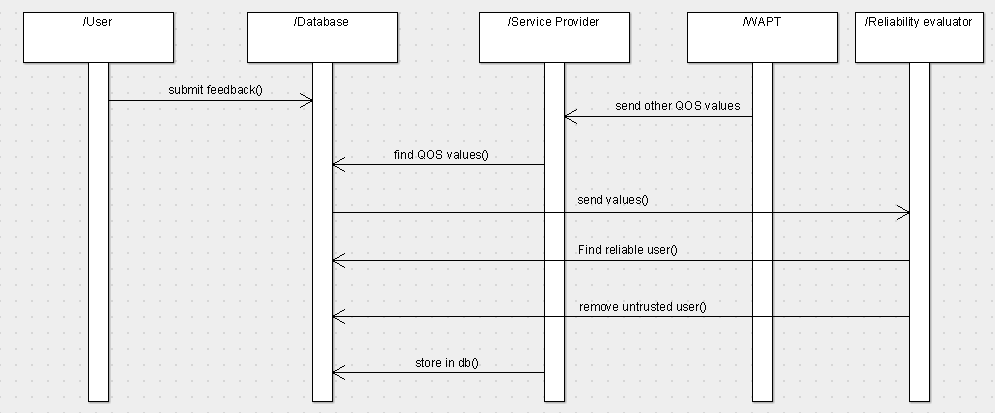 /User
/Database
/Service Provider
/WAPT
/Reliability evaluator
submit feedback()
send other QOS values
find QOS values()
send values()
Find reliable user()
remove untrusted user()
store in db()